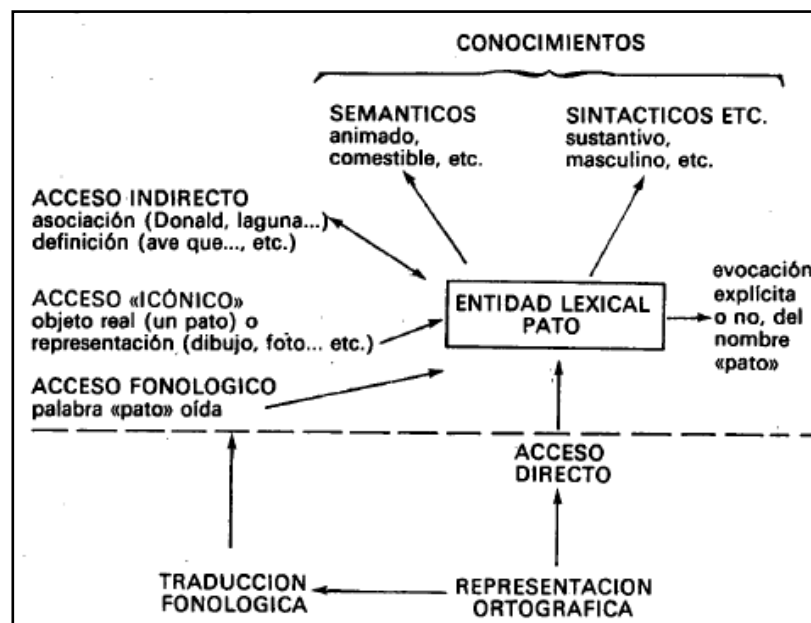 CONOCIMIENTOS
SEMANTICOS
animado,
comestible, etc.
SINTACTICOS ETC.
sustantivo,
masculino, etc.
ACCESO INDIRECTO
asociación (Donald, laguna...)
definición (ave que..., etc.)
ACCESO «ICÓNICO»
objeto real (un pato) o
representación (dibujo, foto... etc.)
ACCESO FONOLOGICO
palabra «pato» oída
ENTIDAD LEXICAL
PATO
evocación
explícita
o no, del
nombre
«pato»
ACCESO
DIRECTO
TRADUCCION
FONOLOGICA
REPRESENTACION
ORTOGRAFICA